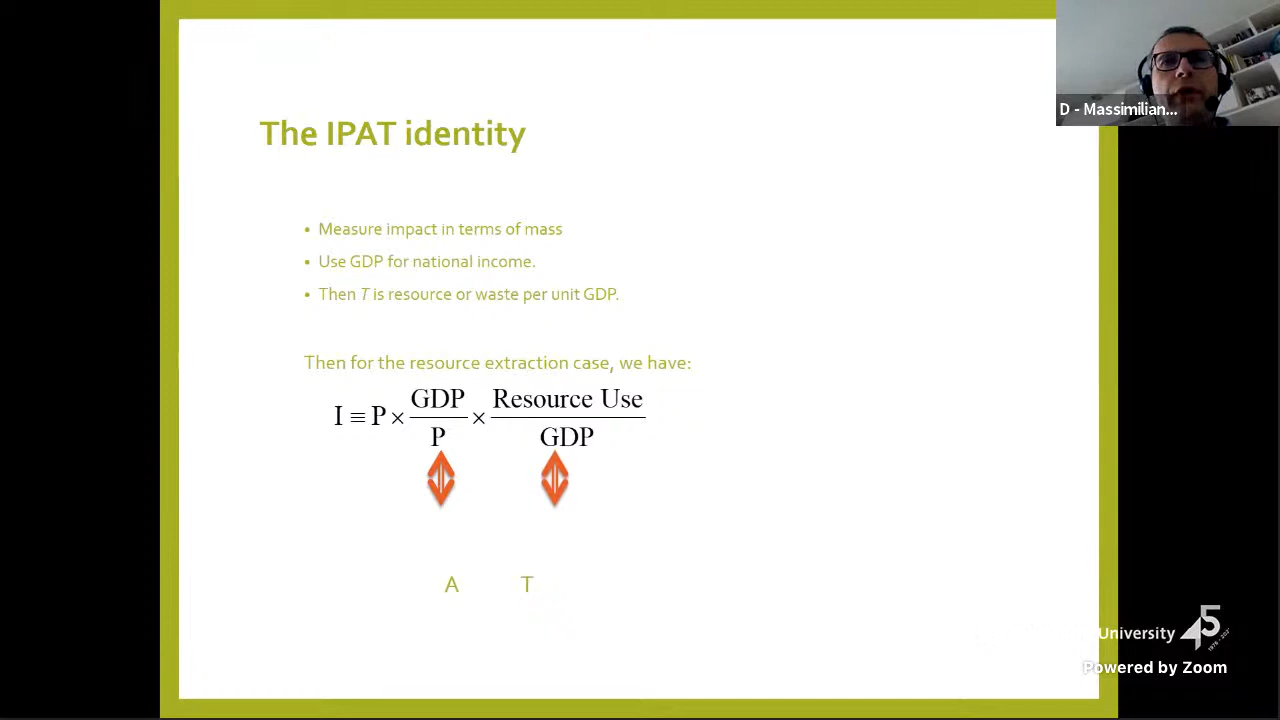 D - Massimilian...
The IPAT identity
• Measure impact in terms of mass
• Use GDP for national income.
• Then T is resource or waste per unit GDP.
Then for the resource extraction case, we have:
I ≡ P × GDP/P × Resource Use/GDP
A T
University 45
Powered by Zoom